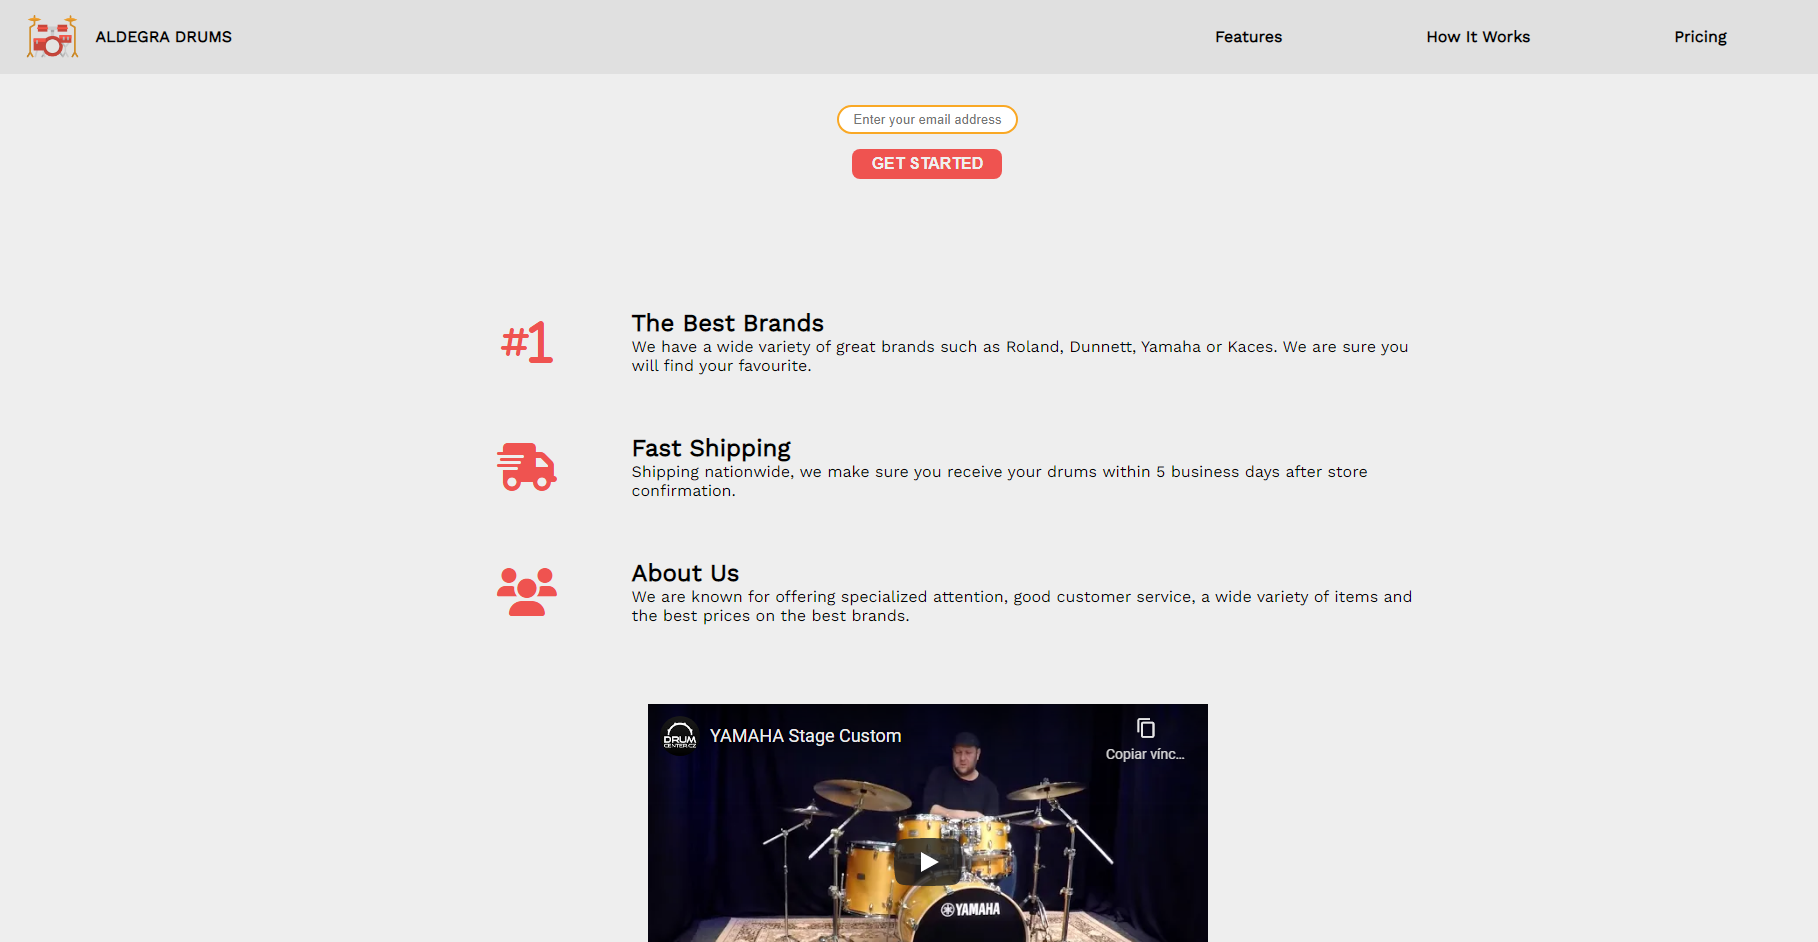 ALDEGRA DRUMS
Features
How It Works
Pricing
Enter your email address
GET STARTED
#1
The Best Brands
We have a wide variety of great brands such as Roland, Dunnett, Yamaha or Kaces. We are sure you
will find your favourite.
Fast Shipping
Shipping nationwide, we make sure you receive your drums within 5 business days after store
confirmation.
About Us
We are known for offering specialized attention, good customer service, a wide variety of items and
the best prices on the best brands.
DRUM
CENTER.CZ
YAMAHA Stage Custom
Copiar vínc...
YAMAHA